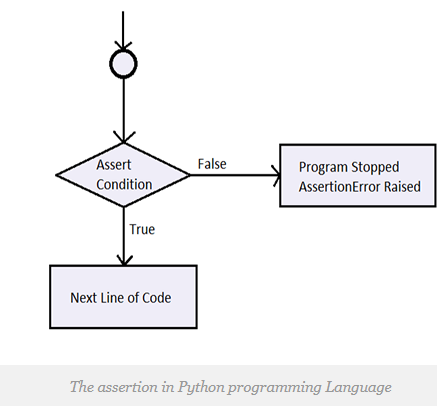 Assert
Condition
False
Program Stopped
AssertionError Raised
True
Next Line of Code
The assertion in Python programming Language